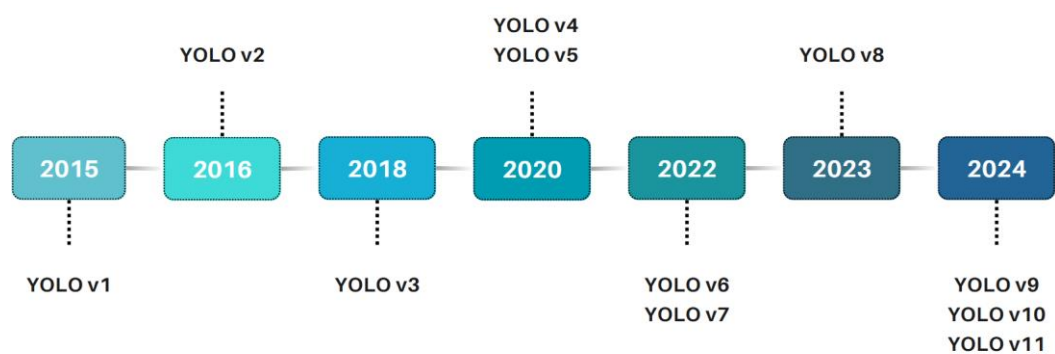 YOLO v4
YOLO v2
YOLO v5
YOLO v8
2015
2016
2018
2020
2022
2023
2024
YOLO v1
YOLO v3
YOLO v6
YOLO v9
YOLO v7
YOLO v10
YOLO v11